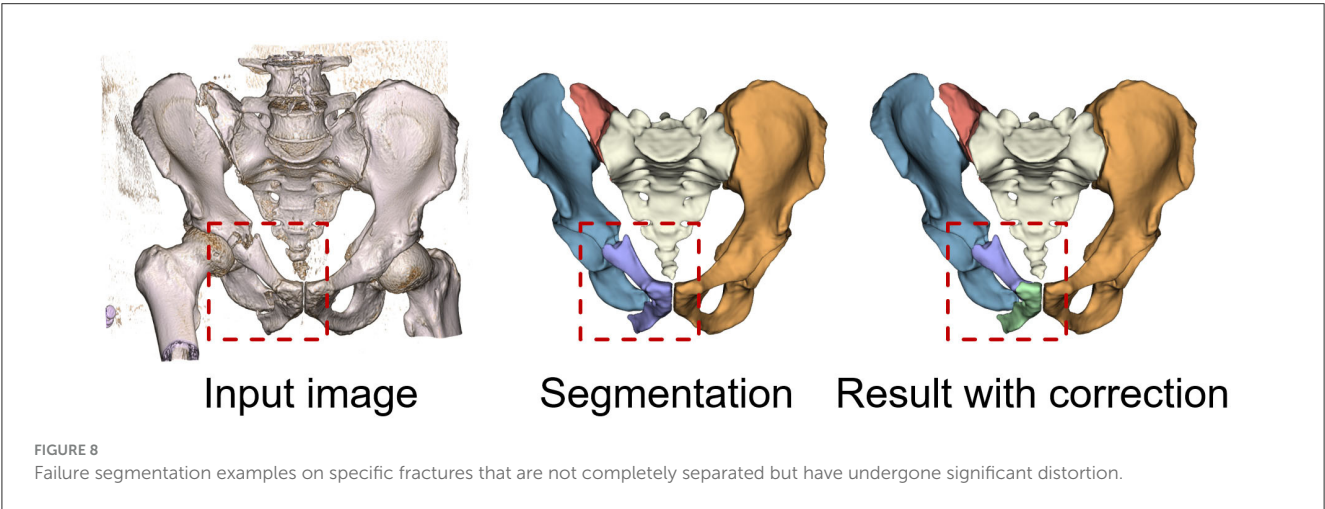 Input image
Segmentation
Result with correction
FIGURE 8
Failure segmentation examples on specific fractures that are not completely separated but have undergone significant distortion.